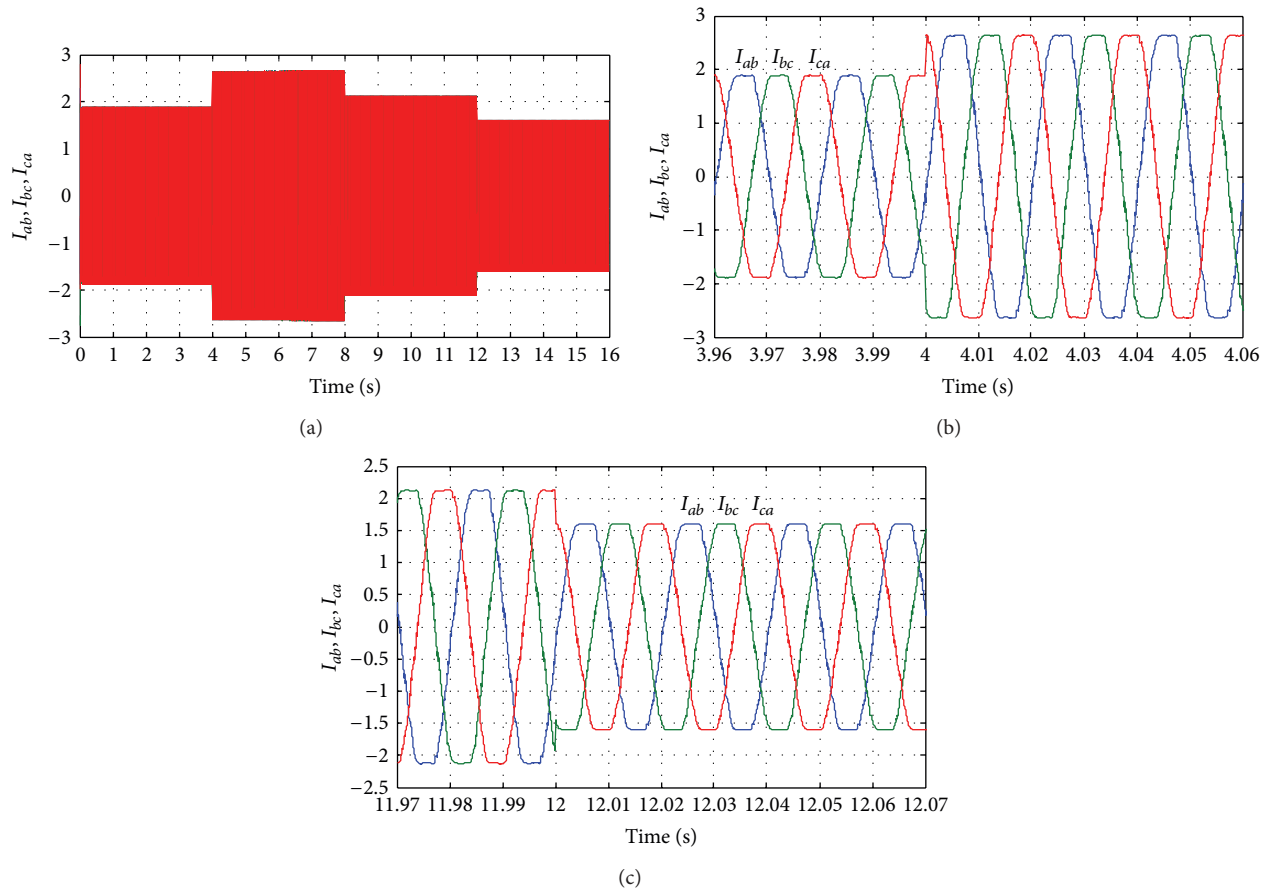 3
2
1
0
−1
−2
−3
I_ab, I_bc, I_ca
0 1 2 3 4 5 6 7 8 9 10 11 12 13 14 15 16
Time (s)
(a)
3
2
1
0
−1
−2
−3
I_ab, I_bc, I_ca
I_ab I_bc I_ca
3.96 3.97 3.98 3.99 4 4.01 4.02 4.03 4.04 4.05 4.06
Time (s)
(b)
2.5
2
1.5
1
0.5
0
−0.5
−1
−1.5
−2
−2.5
I_ab, I_bc, I_ca
I_ab I_bc I_ca
11.97 11.98 11.99 12 12.01 12.02 12.03 12.04 12.05 12.06 12.07
Time (s)
(c)